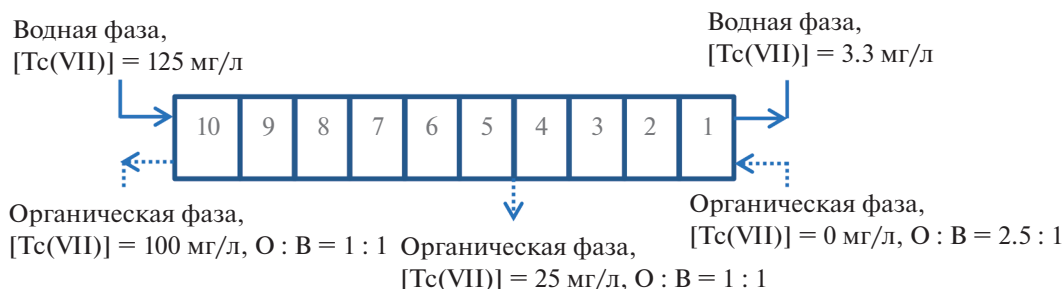 Водная фаза,
[Tc(VII)] = 125 мг/л
Водная фаза,
[Tc(VII)] = 3.3 мг/л
10 9 8 7 6 5 4 3 2 1
Органическая фаза,
[Tc(VII)] = 100 мг/л, О : В = 1 : 1
Органическая фаза,
[Tc(VII)] = 25 мг/л, О : В = 1 : 1
Органическая фаза,
[Tc(VII)] = 0 мг/л, О : В = 2.5 : 1